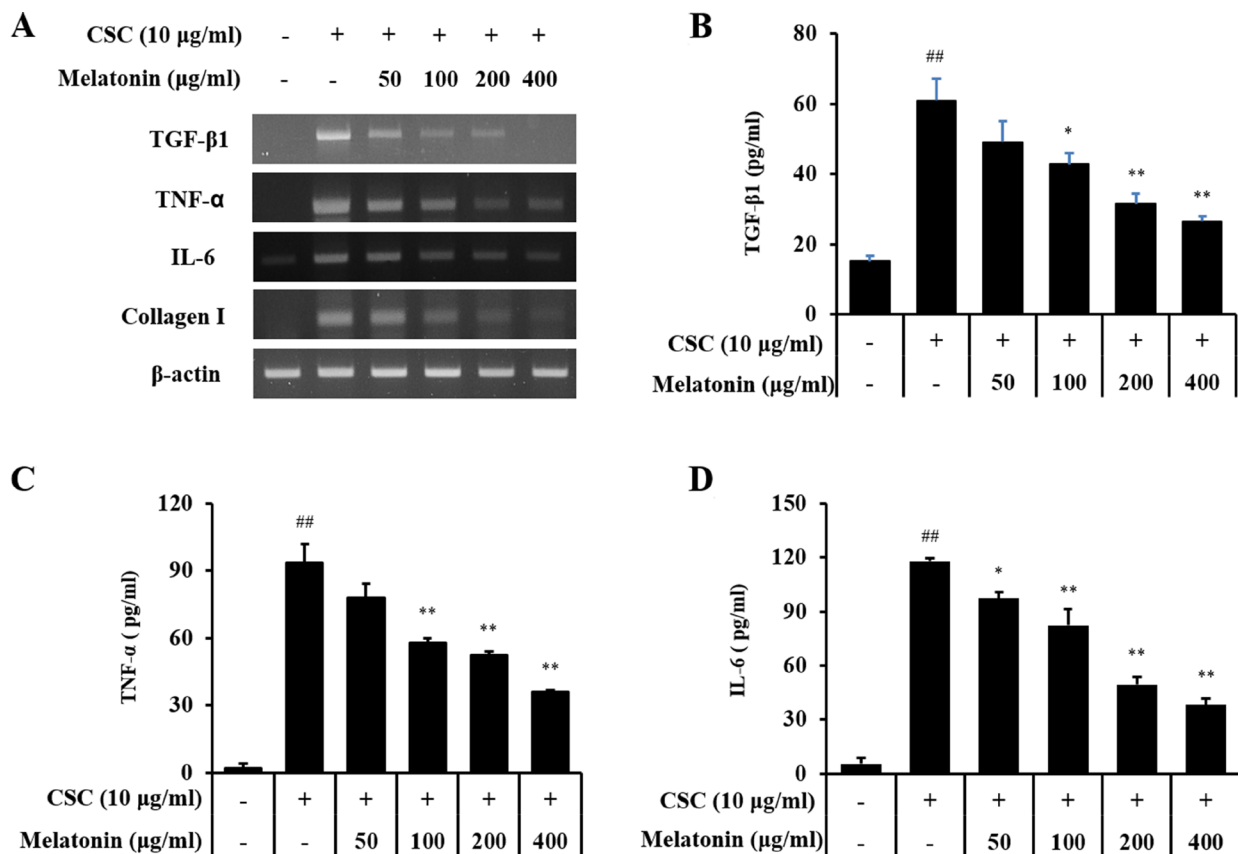 A
CSC (10 μg/ml) - + + + + +
Melatonin (μg/ml) - - 50 100 200 400
TGF-β1
TNF-α
IL-6
Collagen I
β-actin
B
TGF-β1 (pg/ml)
80
60
40
20
0
##
*
**
**
CSC (10 μg/ml) - + + + + +
Melatonin (μg/ml) - - 50 100 200 400
C
TNF-α ( pg/ml)
120
90
60
30
0
##
**
**
**
CSC (10 μg/ml) - + + + + +
Melatonin (μg/ml) - - 50 100 200 400
D
IL-6 ( pg/ml)
150
120
90
60
30
0
##
*
**
**
**
CSC (10 μg/ml) - + + + + +
Melatonin (μg/ml) - - 50 100 200 400